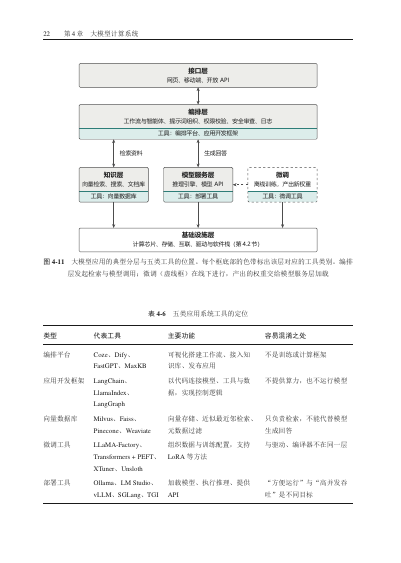 22 第 4 章 大模型计算系统
接口层
网页、移动端、开放 API
编排层
工作流与智能体、提示词组织、权限校验、安全审查、日志
工具：编排平台、应用开发框架
检索资料 生成回答
知识层 模型服务层 微调
向量检索、搜索、文档库 推理引擎、模型 API 离线训练，产出新权重
工具：向量数据库 工具：部署工具 工具：微调工具
基础设施层
计算芯片、存储、互联、驱动与软件栈（第 4.2 节）
图 4-11 大模型应用的典型分层与五类工具的位置。每个框底部的色带标出该层对应的工具类别。编排
层发起检索与模型调用；微调（虚线框）在线下进行，产出的权重交给模型服务层加载
表 4-6 五类应用系统工具的定位
类型 代表工具 主要功能 容易混淆之处
编排平台 Coze、Dify、 可视化搭建工作流、接入知 不是训练或计算框架
FastGPT、MaxKB 识库、发布应用
应用开发框架 LangChain、 以代码连接模型、工具与数 不提供算力，也不运行模型
LlamaIndex、 据，实现控制逻辑
LangGraph
向量数据库 Milvus、Faiss、 向量存储、近似最近邻检索、 只负责检索，不能代替模型
Pinecone、Weaviate 元数据过滤 生成回答
微调工具 LLaMA-Factory、 组织数据与训练配置，支持 与驱动、编译器不在同一层
Transformers + PEFT、 LoRA 等方法
XTuner、Unsloth
部署工具 Ollama、LM Studio、 加载模型、执行推理、提供 “方便运行”与“高并发吞
vLLM、SGLang、TGI API 吐”是不同目标